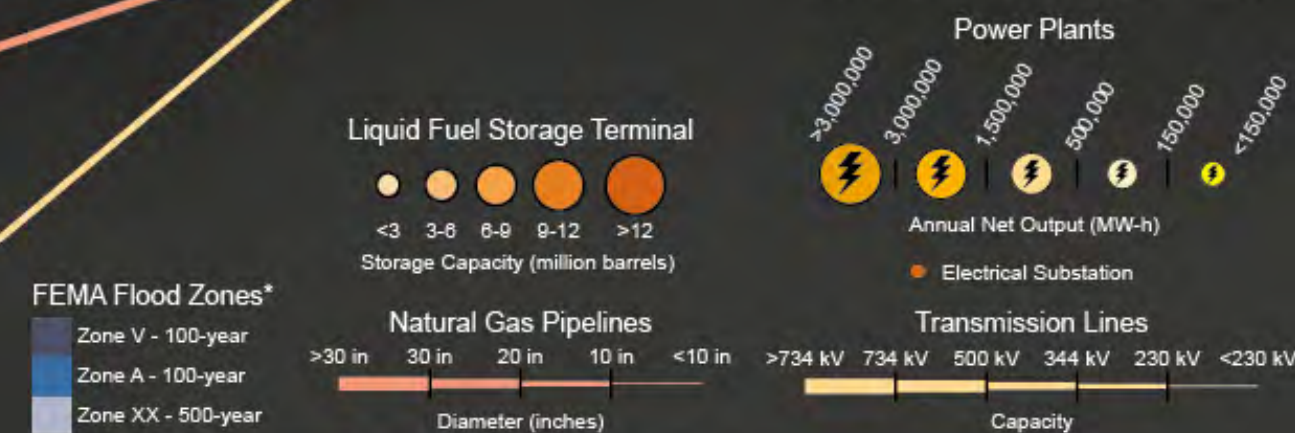 Power Plants
>3,000,000
3,000,000
1,500,000
500,000
150,000
<150,000
Annual Net Output (MW-h)
Electrical Substation
Liquid Fuel Storage Terminal
<3 3-6 6-9 9-12 >12
Storage Capacity (million barrels)
FEMA Flood Zones*
Zone V - 100-year
Zone A - 100-year
Zone XX - 500-year
Natural Gas Pipelines
>30 in 30 in 20 in 10 in <10 in
Diameter (inches)
Transmission Lines
>734 kV 734 kV 500 kV 344 kV 230 kV <230 kV
Capacity